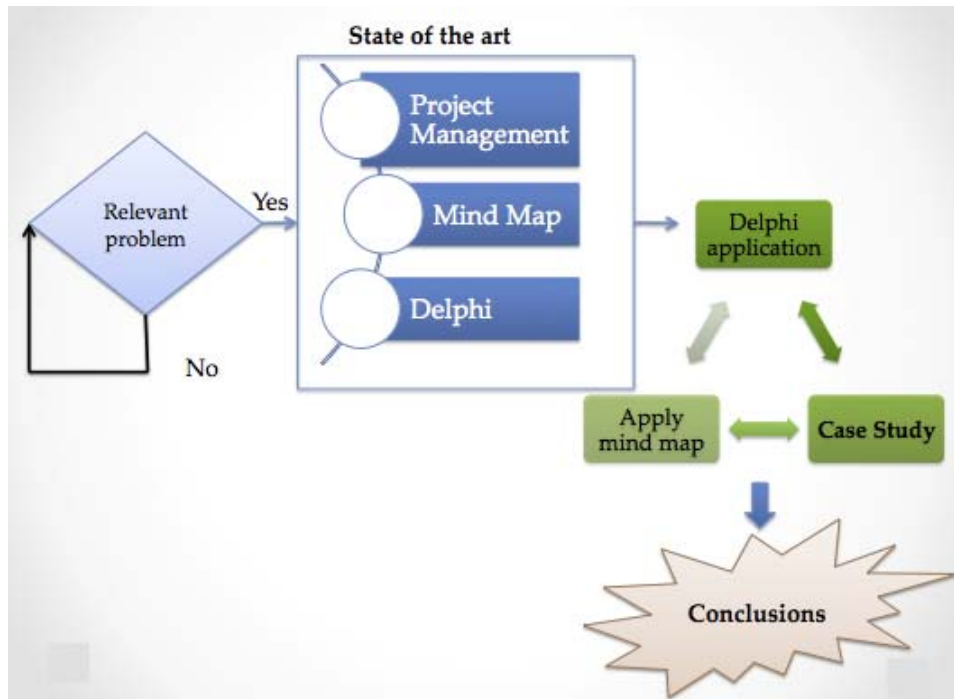 State of the art
Project
Management
Mind Map
Delphi
Relevant
problem
Yes
No
Delphi
application
Apply
mind map
Case Study
Conclusions